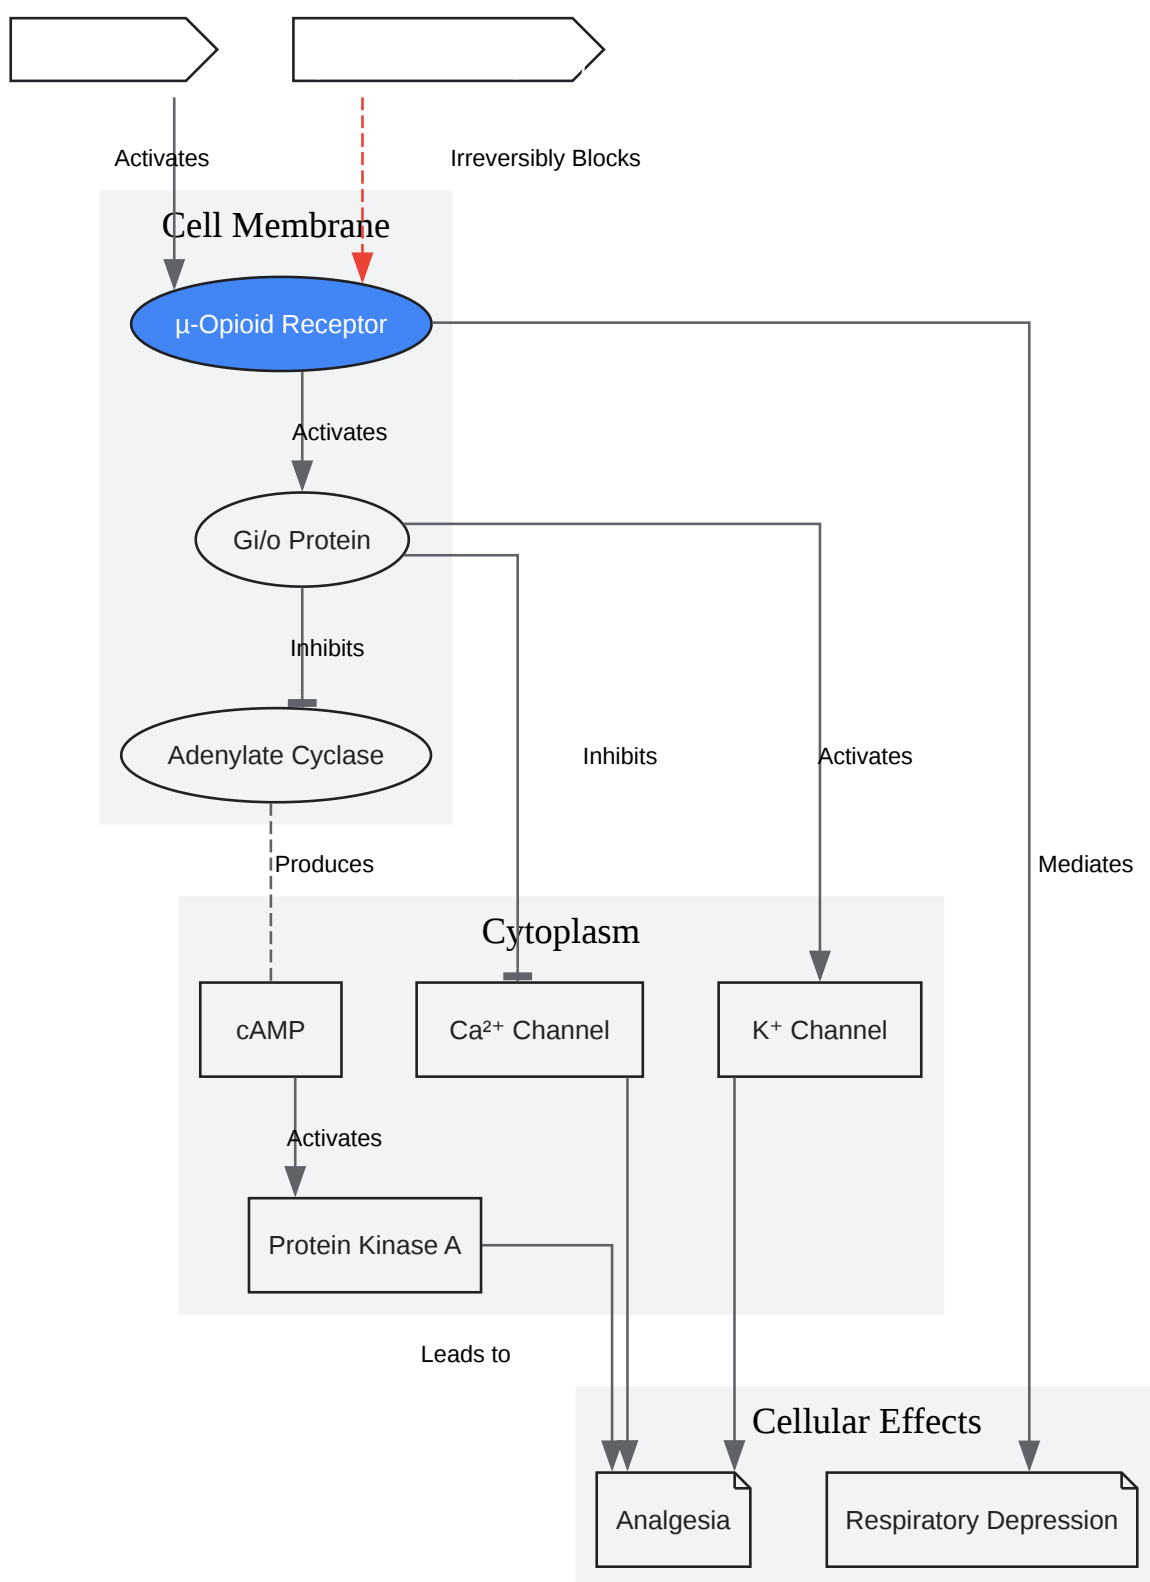 Activates
Irreversibly Blocks
Cell Membrane
µ-Opioid Receptor
Activates
Gi/o Protein
Inhibits
Adenylate Cyclase
Inhibits
Activates
Produces
Mediates
Cytoplasm
cAMP
Ca²⁺ Channel
K⁺ Channel
Activates
Protein Kinase A
Leads to
Cellular Effects
Analgesia
Respiratory Depression